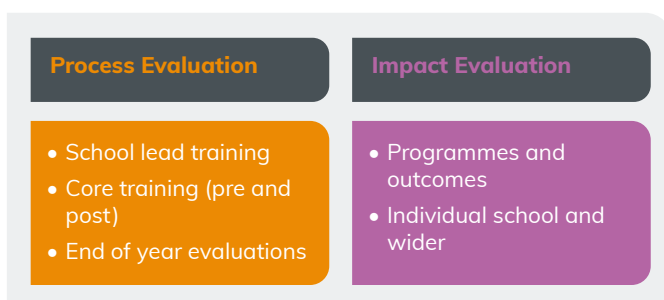 Process Evaluation
• School lead training
• Core training (pre and
post)
• End of year evaluations
Impact Evaluation
• Programmes and
outcomes
• Individual school and
wider